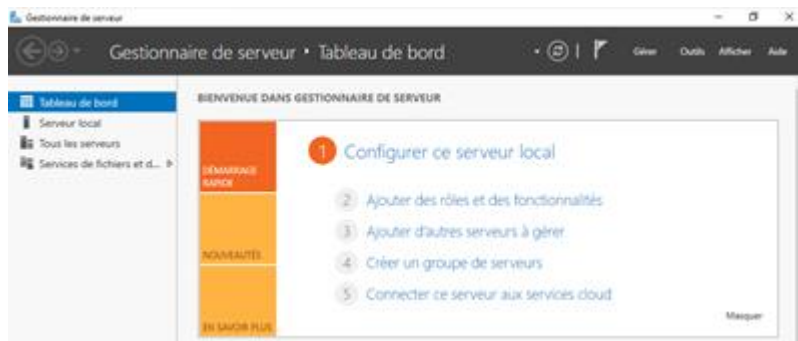 Gestionnaire de serveur
Gestionnaire de serveur • Tableau de bord
Gérer Outils Afficher Aide
Tableau de bord
Serveur local
Tous les serveurs
Services de fichiers et d...
BIENVENUE DANS GESTIONNAIRE DE SERVEUR
DÉMARRAGE
RAPIDE
NOUVEAUTÉS
EN SAVOIR PLUS
1 Configurer ce serveur local
2 Ajouter des rôles et des fonctionnalités
3 Ajouter d'autres serveurs à gérer
4 Créer un groupe de serveurs
5 Connecter ce serveur aux services cloud
Masquer